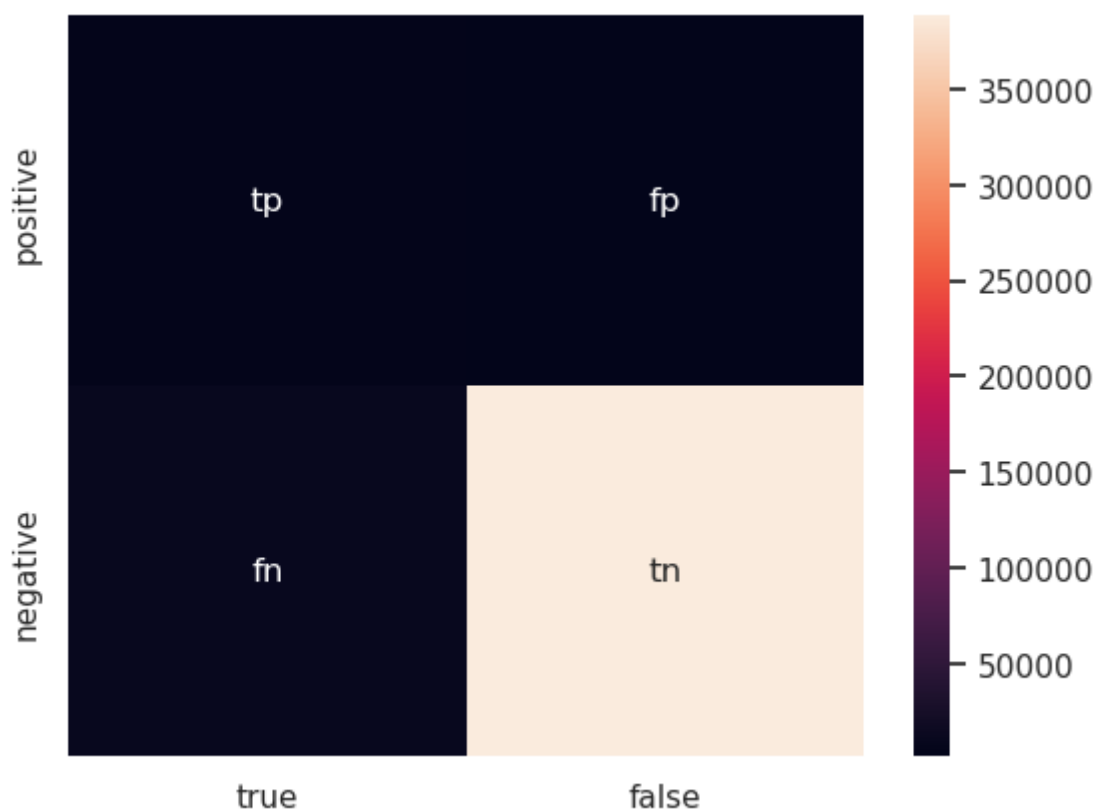 positive
tp
fp
negative
fn
tn
true
false
350000
300000
250000
200000
150000
100000
50000